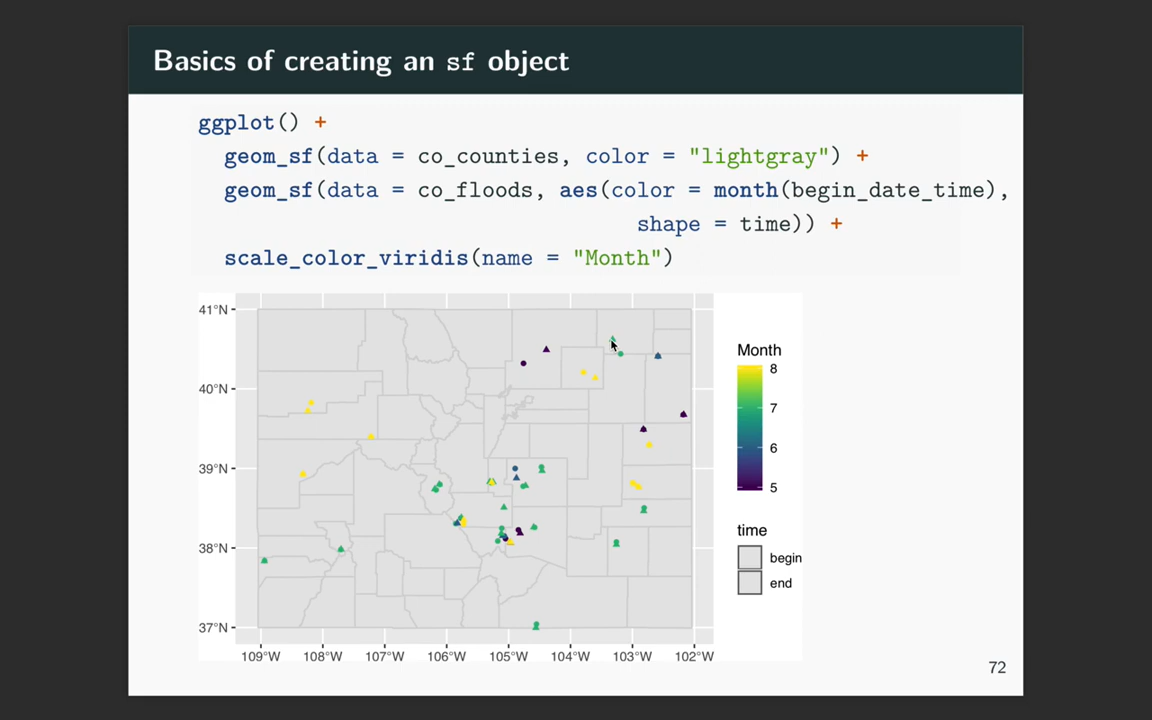 Basics of creating an sf object
ggplot() +
geom_sf(data = co_counties, color = "lightgray") +
geom_sf(data = co_floods, aes(color = month(begin_date_time),
shape = time)) +
scale_color_viridis(name = "Month")
41°N
40°N
39°N
38°N
37°N
109°W 108°W 107°W 106°W 105°W 104°W 103°W 102°W
Month
8
7
6
5
time
begin
end
72